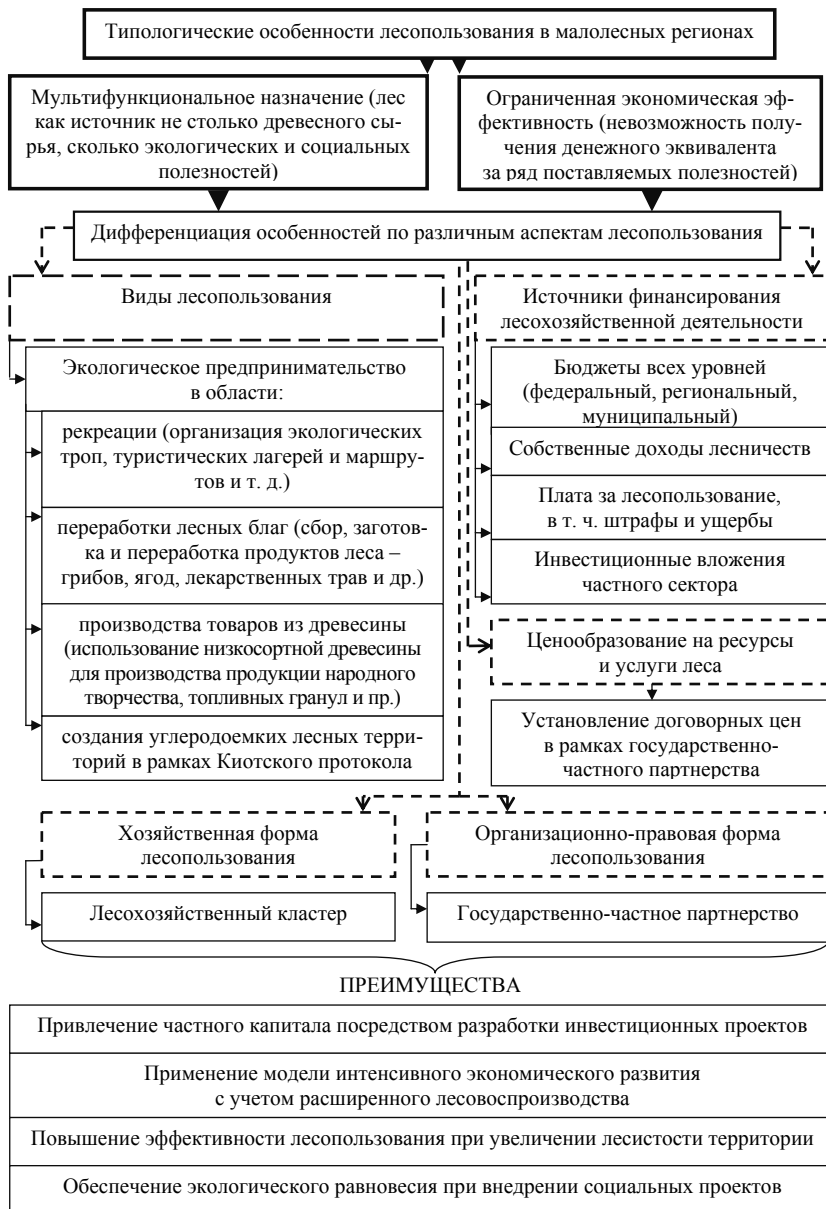 Типологические особенности лесопользования в малолесных регионах
Мультифункциональное назначение (лес
как источник не столько древесного сы-
рья, сколько экологических и социальных
полезностей)
Ограниченная экономическая эф-
фективность (невозможность полу-
чения денежного эквивалента
за ряд поставляемых полезностей)
Дифференциация особенностей по различным аспектам лесопользования
Виды лесопользования
Экологическое предпринимательство
в области:
рекреации (организация экологических
троп, туристических лагерей и маршру-
тов и т. д.)
переработки лесных благ (сбор, заготов-
ка и переработка продуктов леса –
грибов, ягод, лекарственных трав и др.)
производства товаров из древесины
(использование низкосортной древесины
для производства продукции народного
творчества, топливных гранул и пр.)
создания углеродоемких лесных терри-
торий в рамках Киотского протокола
Источники финансирования
лесохозяйственной деятельности
Бюджеты всех уровней
(федеральный, региональный,
муниципальный)
Собственные доходы лесничеств
Плата за лесопользование,
в т. ч. штрафы и ущербы
Инвестиционные вложения
частного сектора
Ценообразование на ресурсы
и услуги леса
Установление договорных цен
в рамках государственно-
частного партнерства
Хозяйственная форма
лесопользования
Лесохозяйственный кластер
Организационно-правовая форма
лесопользования
Государственно-частное партнерство
ПРЕИМУЩЕСТВА
Привлечение частного капитала посредством разработки инвестиционных проектов
Применение модели интенсивного экономического развития
с учетом расширенного лесовоспроизводства
Повышение эффективности лесопользования при увеличении лесистости территории
Обеспечение экологического равновесия при внедрении социальных проектов